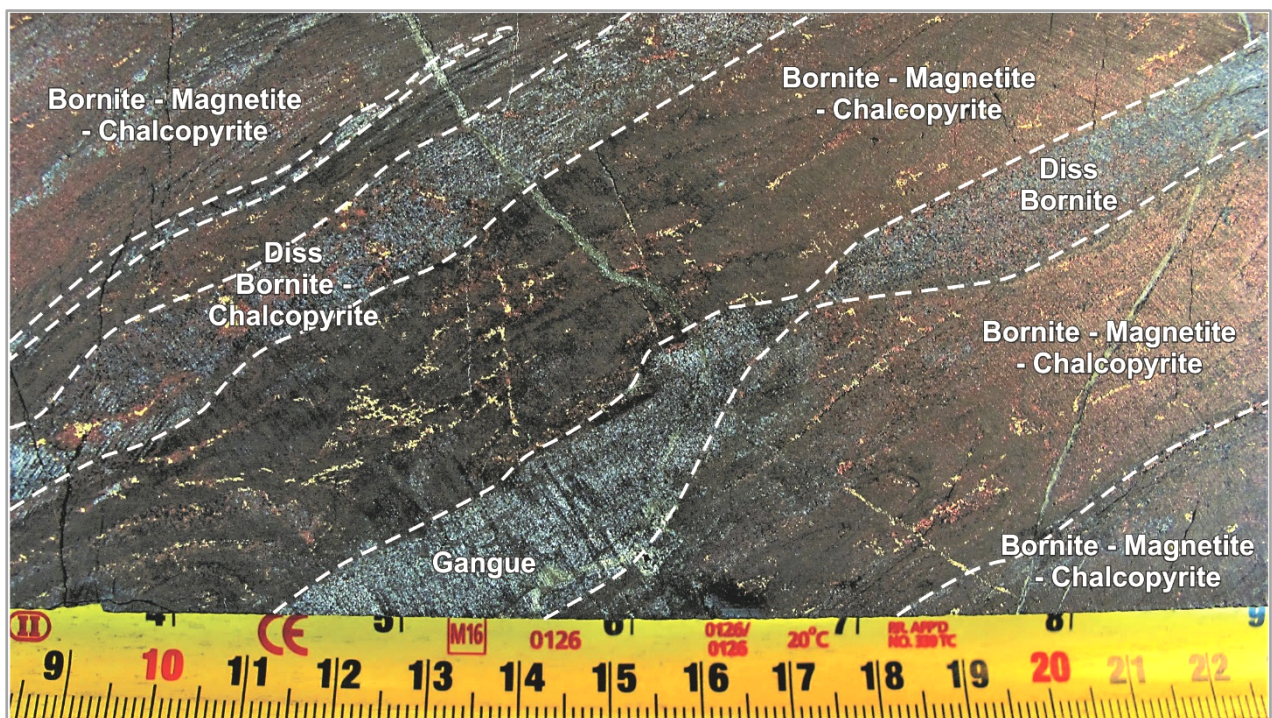 Bornite - Magnetite
- Chalcopyrite
Bornite - Magnetite
- Chalcopyrite
Diss
Bornite
Diss
Bornite -
Chalcopyrite
Bornite - Magnetite
- Chalcopyrite
Gangue
Bornite - Magnetite
- Chalcopyrite
II 4 CE 5 M16 0126 6 0126/ 0126 20°C 7 8 9
9 10 11 12 13 14 15 16 17 18 19 20 21 22